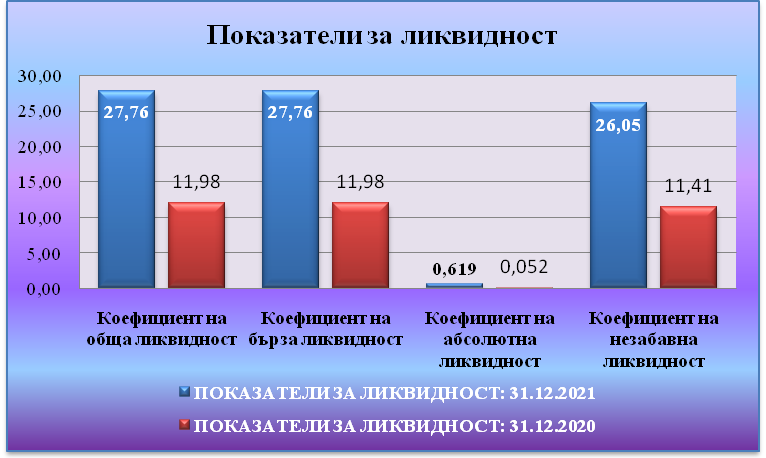 Показатели за ликвидност
30,00
25,00
20,00
15,00
10,00
5,00
0,00
27,76
11,98
27,76
11,98
0,619
0,052
26,05
11,41
Коефициент на
обща ликвидност
Коефициент на
бърза ликвидност
Коефициент на
абсолютна
ликвидност
Коефициент на
незабавна
ликвидност
ПОКАЗАТЕЛИ ЗА ЛИКВИДНОСТ: 31.12.2021
ПОКАЗАТЕЛИ ЗА ЛИКВИДНОСТ: 31.12.2020